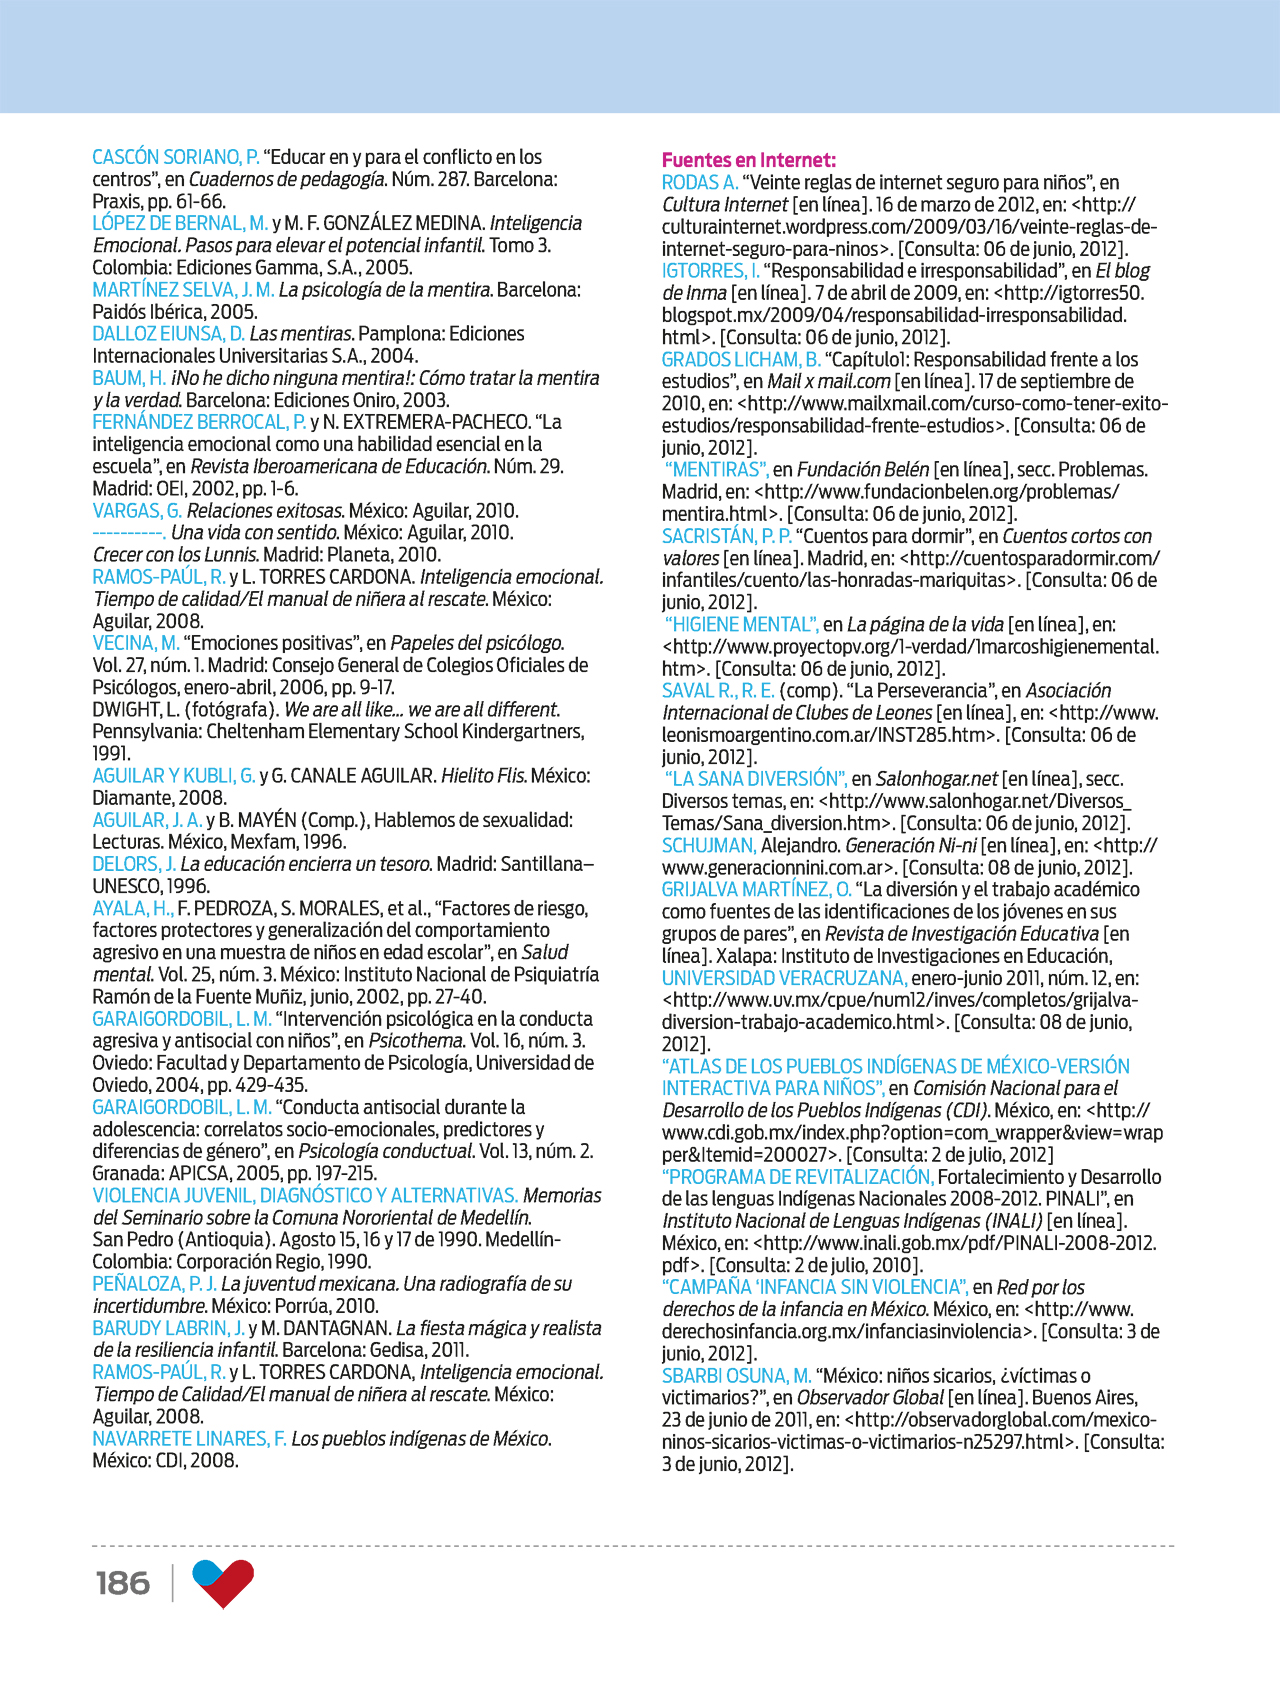 CASCÓN SORIANO, P. “Educar en y para el conflicto en los
centros”, en Cuadernos de pedagogía. Núm. 287. Barcelona:
Praxis, pp. 61-66.
LÓPEZ DE BERNAL, M. y M. F. GONZÁLEZ MEDINA. Inteligencia
Emocional. Pasos para elevar el potencial infantil. Tomo 3.
Colombia: Ediciones Gamma, S.A., 2005.
MARTÍNEZ SELVA, J. M. La psicología de la mentira. Barcelona:
Paidós Ibérica, 2005.
DALLOZ EIUNSA, D. Las mentiras. Pamplona: Ediciones
Internacionales Universitarias S.A., 2004.
BAUM, H. ¡No he dicho ninguna mentira!: Cómo tratar la mentira
y la verdad. Barcelona: Ediciones Oniro, 2003.
FERNÁNDEZ BERROCAL, P. y N. EXTREMERA-PACHECO. “La
inteligencia emocional como una habilidad esencial en la
escuela”, en Revista Iberoamericana de Educación. Núm. 29.
Madrid: OEI, 2002, pp. 1-6.
VARGAS, G. Relaciones exitosas. México: Aguilar, 2010.
----------. Una vida con sentido. México: Aguilar, 2010.
Crecer con los Lunnis. Madrid: Planeta, 2010.
RAMOS-PAÚL, R. y L. TORRES CARDONA. Inteligencia emocional.
Tiempo de calidad/El manual de niñera al rescate. México:
Aguilar, 2008.
VECINA, M. “Emociones positivas”, en Papeles del psicólogo.
Vol. 27, núm. 1. Madrid: Consejo General de Colegios Oficiales de
Psicólogos, enero-abril, 2006, pp. 9-17.
DWIGHT, L. (fotógrafa). We are all like... we are all different.
Pennsylvania: Cheltenham Elementary School Kindergartners,
1991.
AGUILAR Y KUBLI, G. y G. CANALE AGUILAR. Hielito Flis. México:
Diamante, 2008.
AGUILAR, J. A. y B. MAYÉN (Comp.), Hablemos de sexualidad:
Lecturas. México, Mexfam, 1996.
DELORS, J. La educación encierra un tesoro. Madrid: Santillana–
UNESCO, 1996.
AYALA, H., F. PEDROZA, S. MORALES, et al., “Factores de riesgo,
factores protectores y generalización del comportamiento
agresivo en una muestra de niños en edad escolar”, en Salud
mental. Vol. 25, núm. 3. México: Instituto Nacional de Psiquiatría
Ramón de la Fuente Muñiz, junio, 2002, pp. 27-40.
GARAIGORDOBIL, L. M. “Intervención psicológica en la conducta
agresiva y antisocial con niños”, en Psicothema. Vol. 16, núm. 3.
Oviedo: Facultad y Departamento de Psicología, Universidad de
Oviedo, 2004, pp. 429-435.
GARAIGORDOBIL, L. M. “Conducta antisocial durante la
adolescencia: correlatos socio-emocionales, predictores y
diferencias de género”, en Psicología conductual. Vol. 13, núm. 2.
Granada: APICSA, 2005, pp. 197-215.
VIOLENCIA JUVENIL, DIAGNÓSTICO Y ALTERNATIVAS. Memorias
del Seminario sobre la Comuna Nororiental de Medellín.
San Pedro (Antioquia). Agosto 15, 16 y 17 de 1990. Medellín-
Colombia: Corporación Regio, 1990.
PEÑALOZA, P. J. La juventud mexicana. Una radiografía de su
incertidumbre. México: Porrúa, 2010.
BARUDY LABRIN, J. y M. DANTAGNAN. La fiesta mágica y realista
de la resiliencia infantil. Barcelona: Gedisa, 2011.
RAMOS-PAÚL, R. y L. TORRES CARDONA, Inteligencia emocional.
Tiempo de Calidad/El manual de niñera al rescate. México:
Aguilar, 2008.
NAVARRETE LINARES, F. Los pueblos indígenas de México.
México: CDI, 2008.
Fuentes en Internet:
RODAS A. “Veinte reglas de internet seguro para niños”, en
Cultura Internet [en línea]. 16 de marzo de 2012, en: <http://
culturainternet.wordpress.com/2009/03/16/veinte-reglas-de-
internet-seguro-para-ninos>. [Consulta: 06 de junio, 2012].
IGTORRES, I. “Responsabilidad e irresponsabilidad”, en El blog
de Inma [en línea]. 7 de abril de 2009, en: <http://igtorres50.
blogspot.mx/2009/04/responsabilidad-irresponsabilidad.
html>. [Consulta: 06 de junio, 2012].
GRADOS LICHAM, B. “Capítulo1: Responsabilidad frente a los
estudios”, en Mail x mail.com [en línea]. 17 de septiembre de
2010, en: <http://www.mailxmail.com/curso-como-tener-exito-
estudios/responsabilidad-frente-estudios>. [Consulta: 06 de
junio, 2012].
“MENTIRAS”, en Fundación Belén [en línea], secc. Problemas.
Madrid, en: <http://www.fundacionbelen.org/problemas/
mentira.html>. [Consulta: 06 de junio, 2012].
SACRISTÁN, P. P. “Cuentos para dormir”, en Cuentos cortos con
valores [en línea]. Madrid, en: <http://cuentosparadormir.com/
infantiles/cuento/las-honradas-mariquitas>. [Consulta: 06 de
junio, 2012].
“HIGIENE MENTAL”, en La página de la vida [en línea], en:
<http://www.proyectopv.org/1-verdad/1marcoshigienemental.
htm>. [Consulta: 06 de junio, 2012].
SAVAL R., R. E. (comp). “La Perseverancia”, en Asociación
Internacional de Clubes de Leones [en línea], en: <http://www.
leonismoargentino.com.ar/INST285.htm>. [Consulta: 06 de
junio, 2012].
“LA SANA DIVERSIÓN”, en Salonhogar.net [en línea], secc.
Diversos temas, en: <http://www.salonhogar.net/Diversos_
Temas/Sana_diversion.htm>. [Consulta: 06 de junio, 2012].
SCHUJMAN, Alejandro. Generación Ni-ni [en línea], en: <http://
www.generacionnini.com.ar>. [Consulta: 08 de junio, 2012].
GRIJALVA MARTÍNEZ, O. “La diversión y el trabajo académico
como fuentes de las identificaciones de los jóvenes en sus
grupos de pares”, en Revista de Investigación Educativa [en
línea]. Xalapa: Instituto de Investigaciones en Educación,
UNIVERSIDAD VERACRUZANA, enero-junio 2011, núm. 12, en:
<http://www.uv.mx/cpue/num12/inves/completos/grijalva-
diversion-trabajo-academico.html>. [Consulta: 08 de junio,
2012].
“ATLAS DE LOS PUEBLOS INDÍGENAS DE MÉXICO-VERSIÓN
INTERACTIVA PARA NIÑOS”, en Comisión Nacional para el
Desarrollo de los Pueblos Indígenas (CDI). México, en: <http://
www.cdi.gob.mx/index.php?option=com_wrapper&view=wrap
per&Itemid=200027>. [Consulta: 2 de julio, 2012]
“PROGRAMA DE REVITALIZACIÓN, Fortalecimiento y Desarrollo
de las lenguas Indígenas Nacionales 2008-2012. PINALI”, en
Instituto Nacional de Lenguas Indígenas (INALI) [en línea].
México, en: <http://www.inali.gob.mx/pdf/PINALI-2008-2012.
pdf>. [Consulta: 2 de julio, 2010].
“CAMPAÑA ‘INFANCIA SIN VIOLENCIA”, en Red por los
derechos de la infancia en México. México, en: <http://www.
derechosinfancia.org.mx/infanciasinviolencia>. [Consulta: 3 de
junio, 2012].
SBARBI OSUNA, M. “México: niños sicarios, ¿víctimas o
victimarios?”, en Observador Global [en línea]. Buenos Aires,
23 de junio de 2011, en: <http://observadorglobal.com/mexico-
ninos-sicarios-victimas-o-victimarios-n25297.html>. [Consulta:
3 de junio, 2012].
186